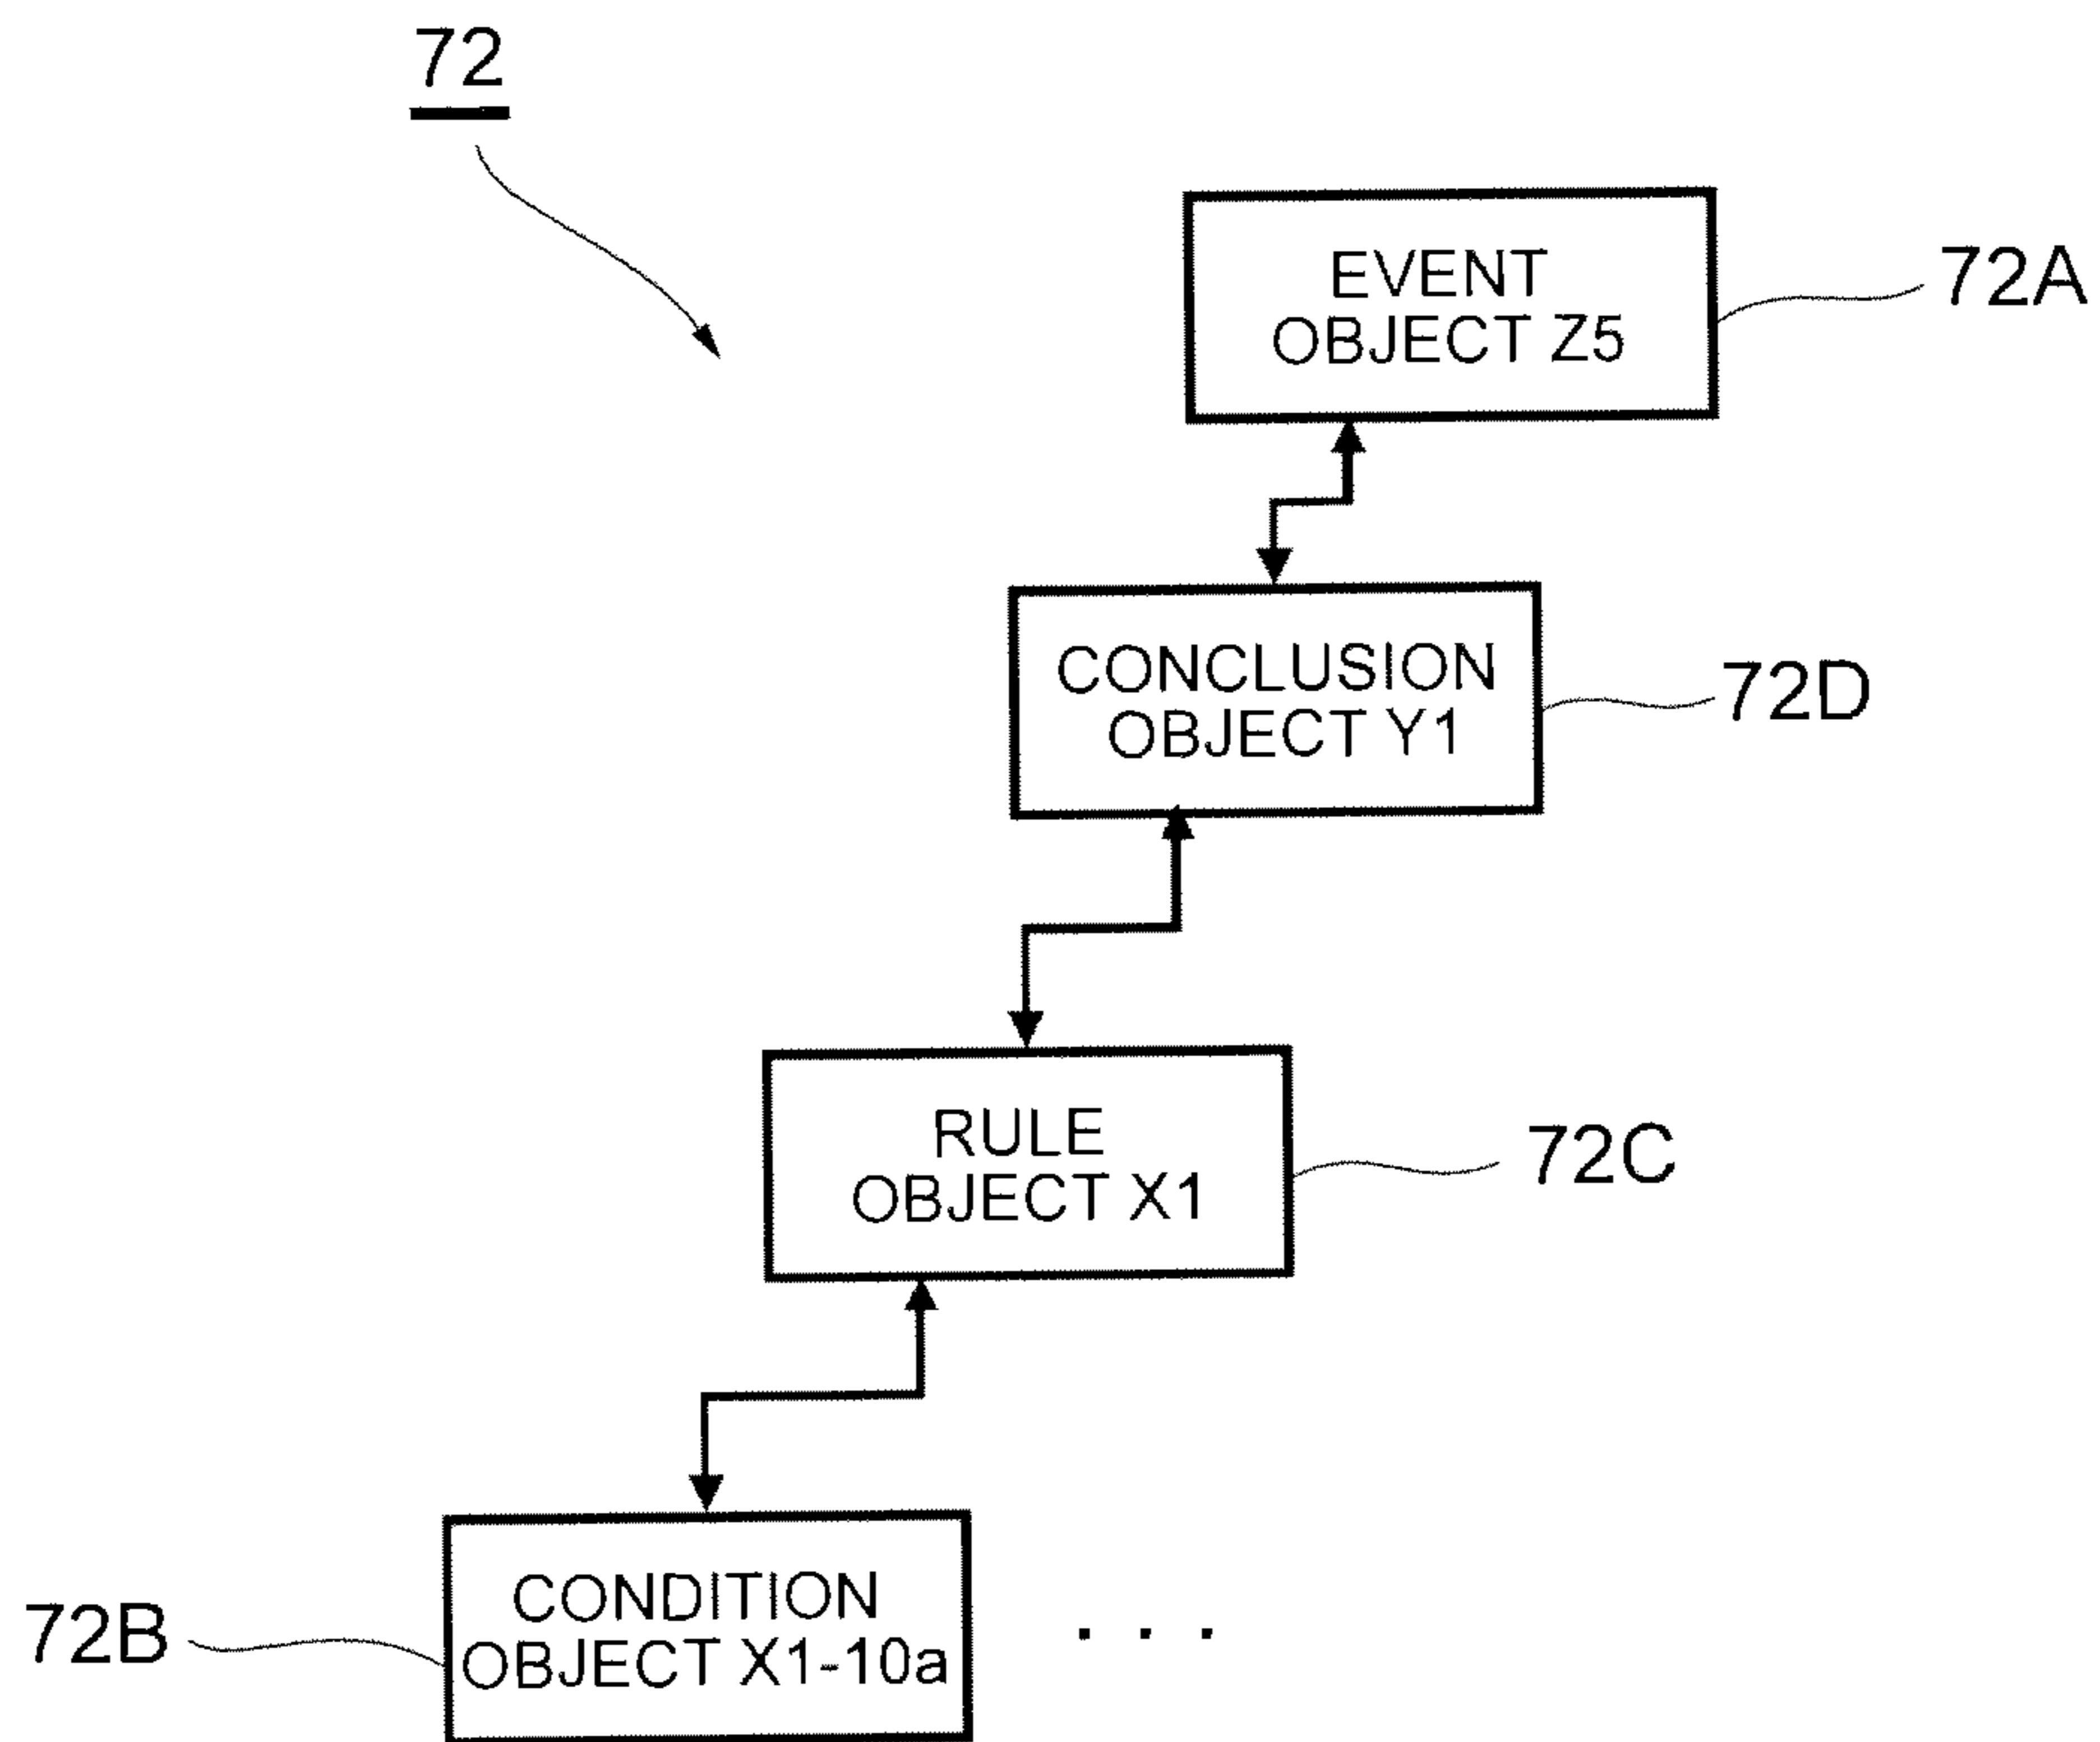 72
EVENT
OBJECT Z5
72A
CONCLUSION
OBJECT Y1
72D
RULE
OBJECT X1
72C
CONDITION
OBJECT X1-10a
72B
. . .